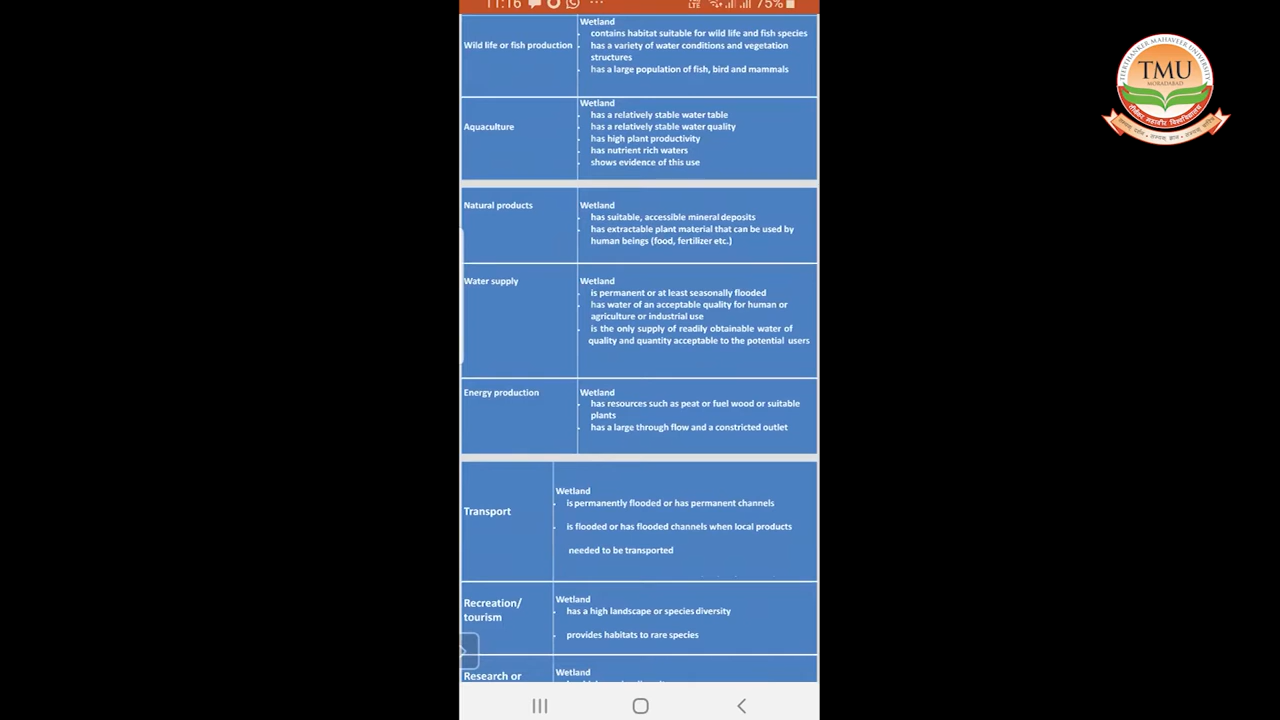 11:16
LTE
75%
Wetland
contains habitat suitable for wild life and fish species
Wild life or fish production
has a variety of water conditions and vegetation
structures
has a large population of fish, bird and mammals
Wetland
has a relatively stable water table
Aquaculture
has a relatively stable water quality
has high plant productivity
has nutrient rich waters
shows evidence of this use
Natural products
Wetland
has suitable, accessible mineral deposits
has extractable plant material that can be used by
human beings (food, fertilizer etc.)
Water supply
Wetland
is permanent or at least seasonally flooded
has water of an acceptable quality for human or
agriculture or industrial use
is the only supply of readily obtainable water of
quality and quantity acceptable to the potential users
Energy production
Wetland
has resources such as peat or fuel wood or suitable
plants
has a large through flow and a constricted outlet
Transport
Wetland
is permanently flooded or has permanent channels
is flooded or has flooded channels when local products
needed to be transported
Recreation/
tourism
Wetland
has a high landscape or species diversity
provides habitats to rare species
Research or
Wetland
TEERTHANKER MAHAVEER UNIVERSITY
TMU
MORADABAD